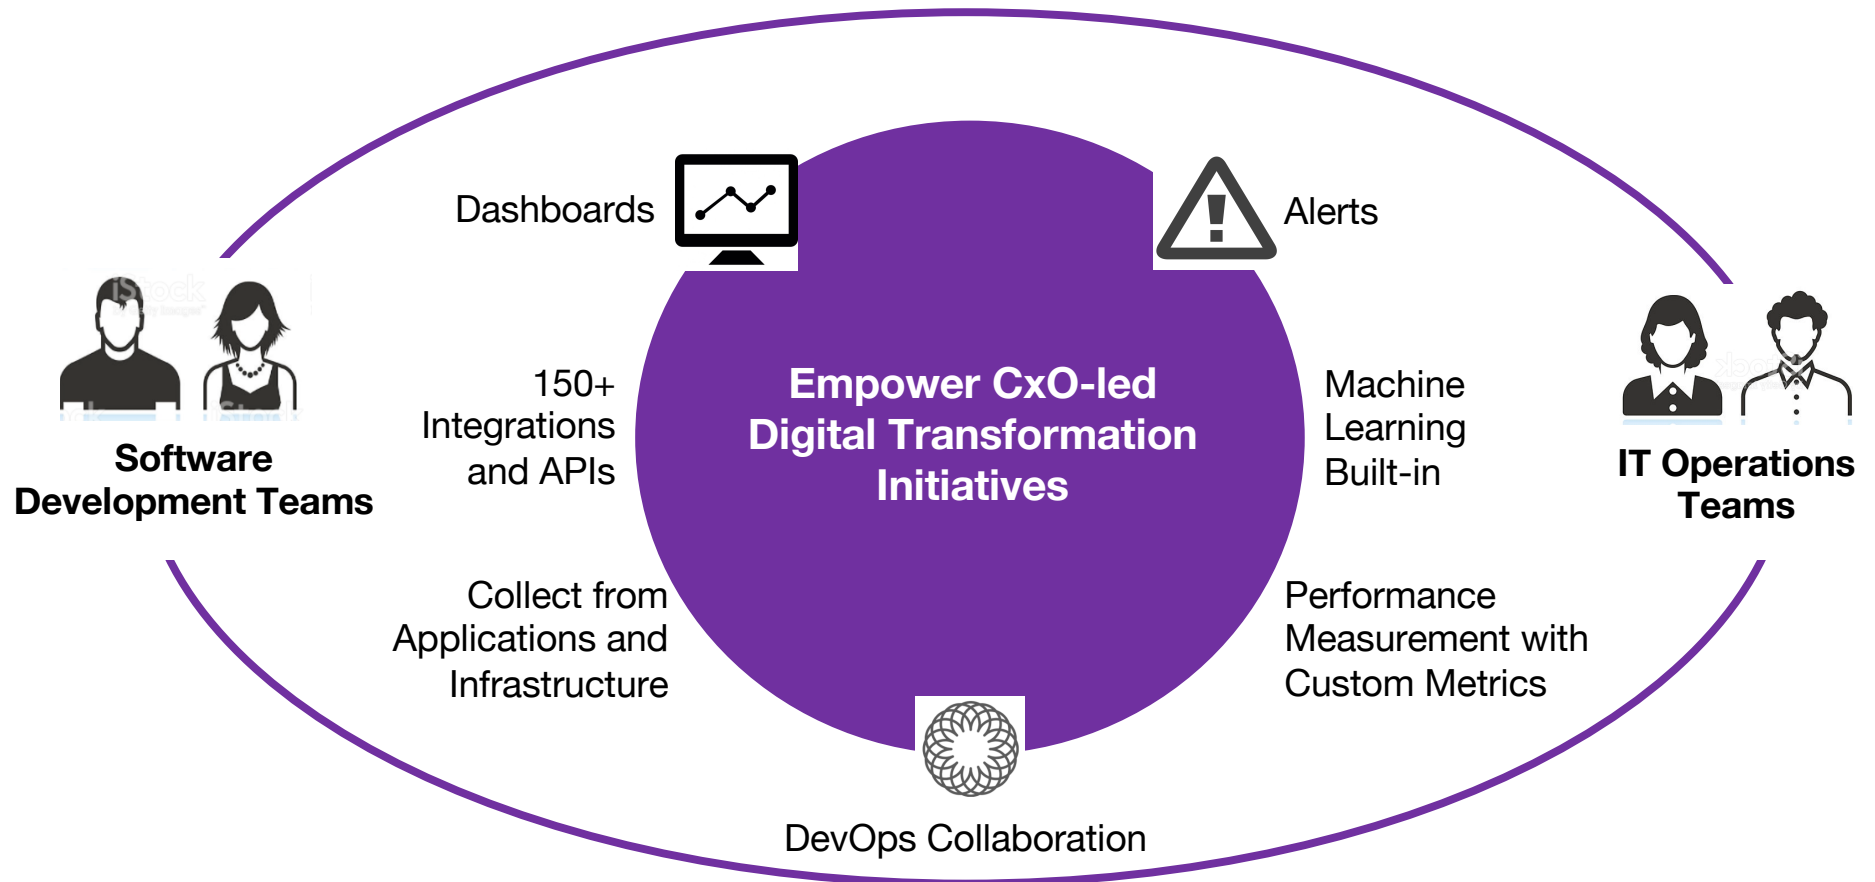 Dashboards
Alerts
iStock
Software
Development Teams
150+
Integrations
and APIs
Empower CxO-led
Digital Transformation
Initiatives
Machine
Learning
Built-in
IT Operations
Teams
Collect from
Applications and
Infrastructure
Performance
Measurement with
Custom Metrics
DevOps Collaboration